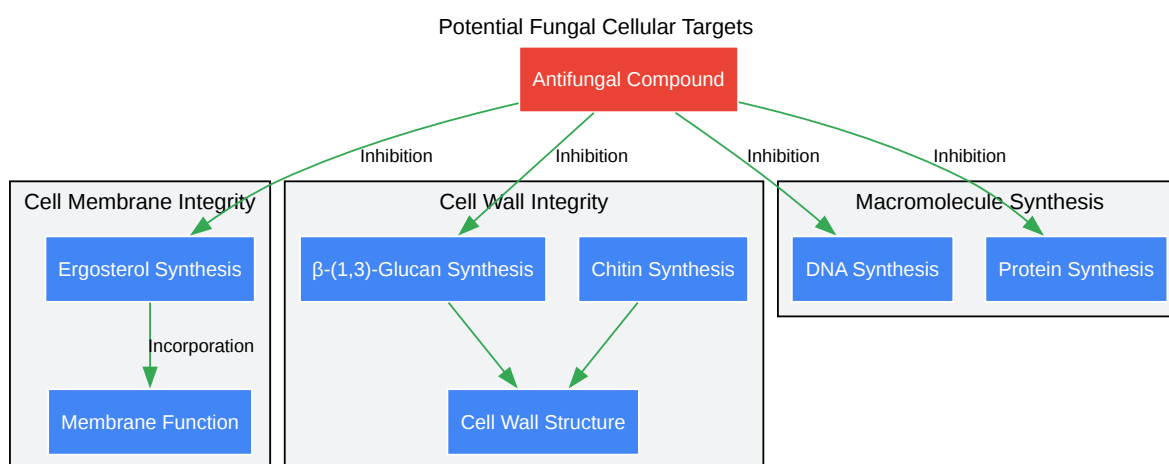 Potential Fungal Cellular Targets
Antifungal Compound
Inhibition
Inhibition
Inhibition
Inhibition
Cell Membrane Integrity
Cell Wall Integrity
Macromolecule Synthesis
Ergosterol Synthesis
β-(1,3)-Glucan Synthesis
Chitin Synthesis
DNA Synthesis
Protein Synthesis
Incorporation
Membrane Function
Cell Wall Structure